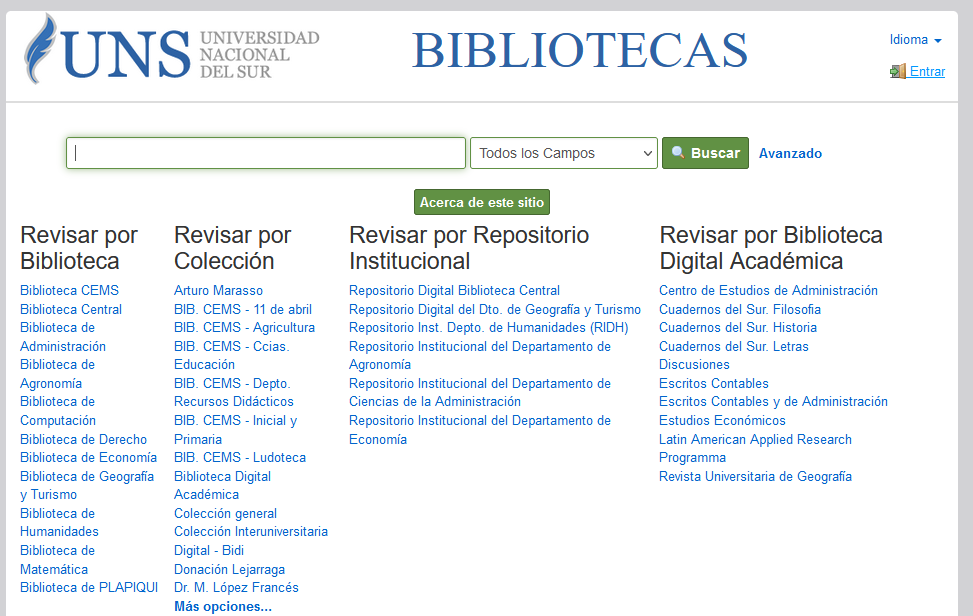 UNS UNIVERSIDAD
NACIONAL
DEL SUR
BIBLIOTECAS
Idioma
Entrar
Todos los Campos
Buscar
Avanzado
Acerca de este sitio
Revisar por
Biblioteca
Biblioteca CEMS
Biblioteca Central
Biblioteca de
Administración
Biblioteca de
Agronomía
Biblioteca de
Computación
Biblioteca de Derecho
Biblioteca de Economía
Biblioteca de Geografía
y Turismo
Biblioteca de
Humanidades
Biblioteca de
Matemática
Biblioteca de PLAPIQUI
Revisar por
Colección
Arturo Marasso
BIB. CEMS - 11 de abril
BIB. CEMS - Agricultura
BIB. CEMS - Ccias.
Educación
BIB. CEMS - Depto.
Recursos Didácticos
BIB. CEMS - Inicial y
Primaria
BIB. CEMS - Ludoteca
Biblioteca Digital
Académica
Colección general
Colección Interuniversitaria
Digital - Bidi
Donación Lejarraga
Dr. M. López Francés
Más opciones...
Revisar por Repositorio
Institucional
Repositorio Digital Biblioteca Central
Repositorio Digital del Dto. de Geografía y Turismo
Repositorio Inst. Depto. de Humanidades (RIDH)
Repositorio Institucional del Departamento de
Agronomía
Repositorio Institucional del Departamento de
Ciencias de la Administración
Repositorio Institucional del Departamento de
Economía
Revisar por Biblioteca
Digital Académica
Centro de Estudios de Administración
Cuadernos del Sur. Filosofia
Cuadernos del Sur. Historia
Cuadernos del Sur. Letras
Discusiones
Escritos Contables
Escritos Contables y de Administración
Estudios Económicos
Latin American Applied Research
Programma
Revista Universitaria de Geografía